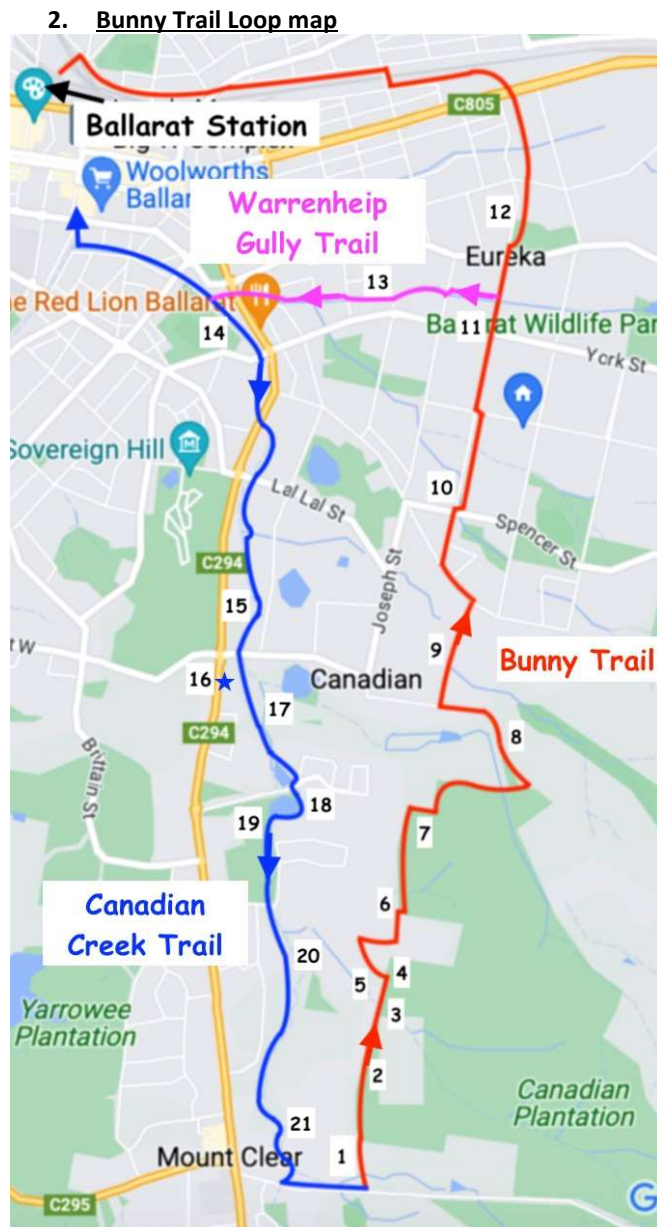 2. Bunny Trail Loop map
C805
Ballarat Station
Woolworths
Ballar
Warrenheip
Gully Trail
12
Eureka
13
e Red Lion Ballarat
14
11
Ba rat Wildlife Par
York St
Sovereign Hill
10
Lal Lal St
Spencer St
Joseph St
C294
15
9
t W
16
Canadian
Bunny Trail
17
8
C294
Brittain St
18
19
7
Canadian
Creek Trail
6
20
5
4
3
Yarrowee
Plantation
2
Canadian
Plantation
21
Mount Clear
1
C295
G